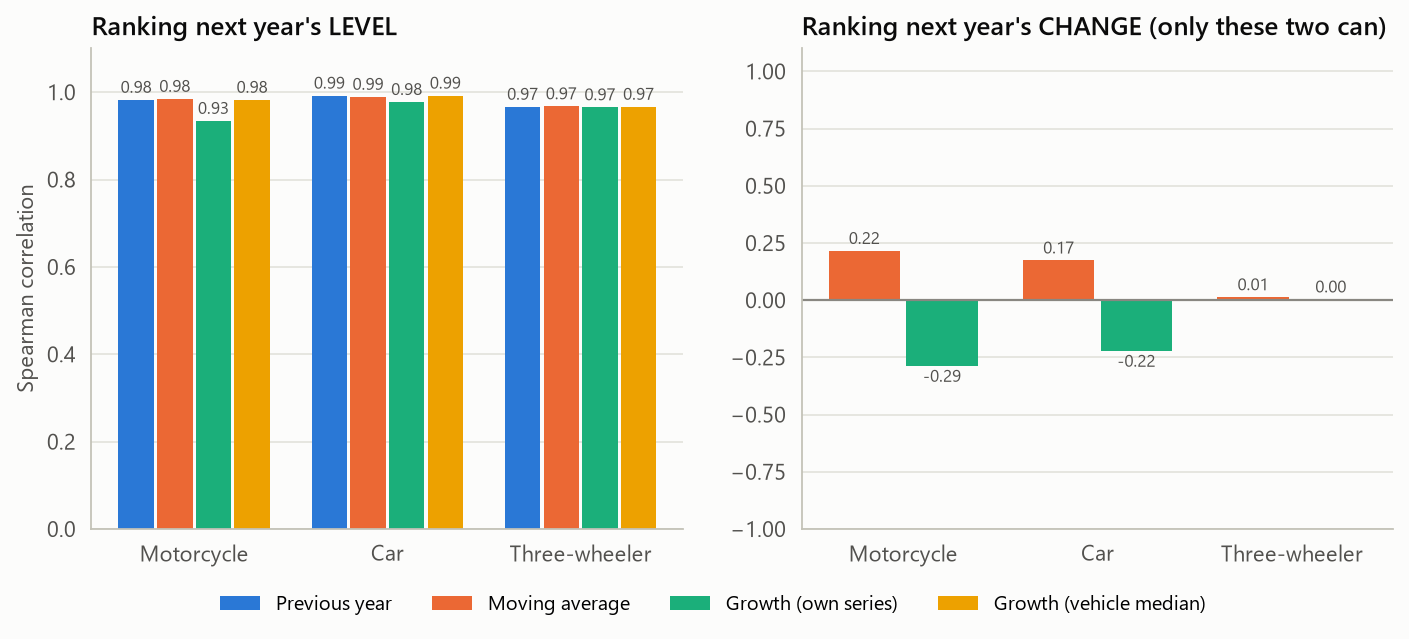 Ranking next year's LEVEL
Ranking next year's CHANGE (only these two can)
Spearman correlation
1.0
0.8
0.6
0.4
0.2
0.0
0.98 0.98 0.93 0.98
0.99 0.99 0.98 0.99
0.97 0.97 0.97 0.97
Motorcycle Car Three-wheeler
1.00
0.75
0.50
0.25
0.00
−0.25
−0.50
−0.75
−1.00
0.22
-0.29
0.17
-0.22
0.01
0.00
Motorcycle Car Three-wheeler
Previous year Moving average Growth (own series) Growth (vehicle median)